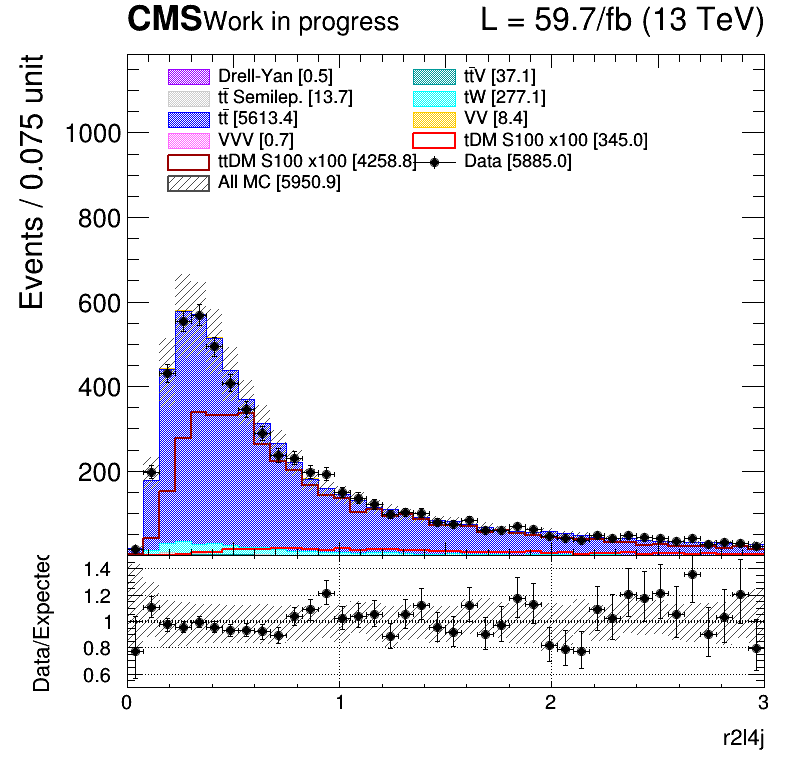 CMS Work in progress L = 59.7/fb (13 TeV)
Drell-Yan [0.5] tt̄V [37.1]
tt̄ Semilep. [13.7] tW [277.1]
tt̄ [5613.4] VV [8.4]
VVV [0.7] tDM S100 x100 [345.0]
ttDM S100 x100 [4258.8] Data [5885.0]
All MC [5950.9]
Events / 0.075 unit
1000
800
600
400
200
Data/Expected
1.4
1.2
1
0.8
0.6
0 1 2 3
r2l4j